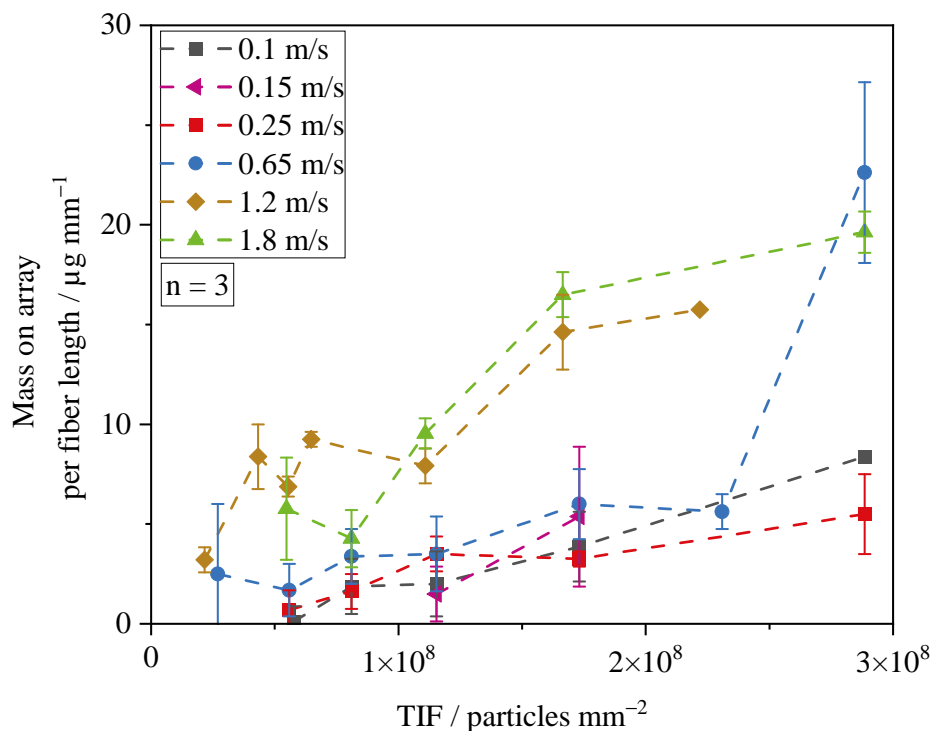 30
20
10
0
0
1×10⁸
2×10⁸
3×10⁸
Mass on array
per fiber length / µg mm⁻¹
TIF / particles mm⁻²
0.1 m/s
0.15 m/s
0.25 m/s
0.65 m/s
1.2 m/s
1.8 m/s
n = 3